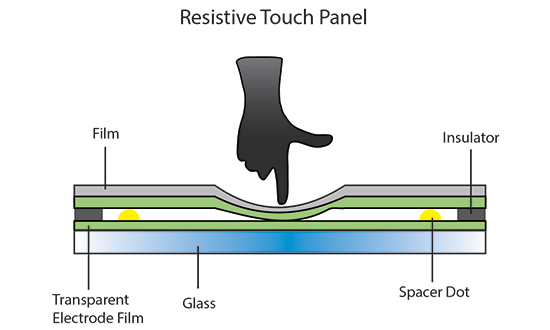 Resistive Touch Panel
Film
Insulator
Transparent
Electrode Film
Glass
Spacer Dot